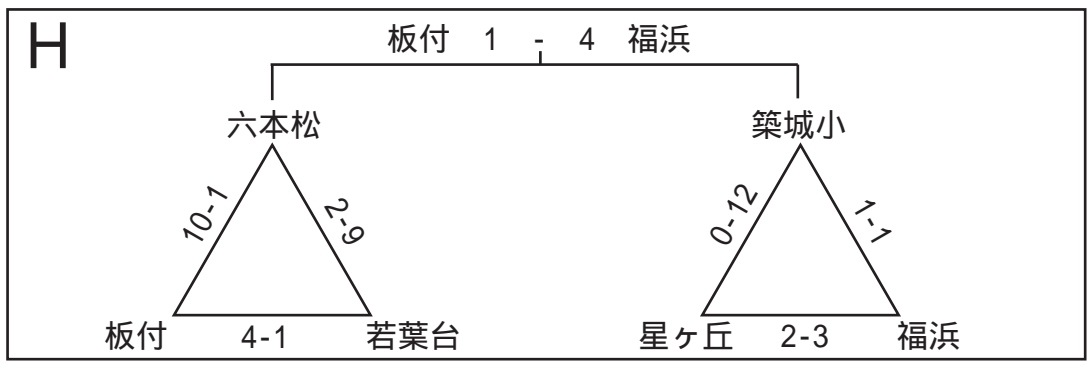 H
板付 1 - 4 福浜
六本松
築城小
10-1
2-9
0-12
1-1
板付 4-1 若葉台
星ヶ丘 2-3 福浜